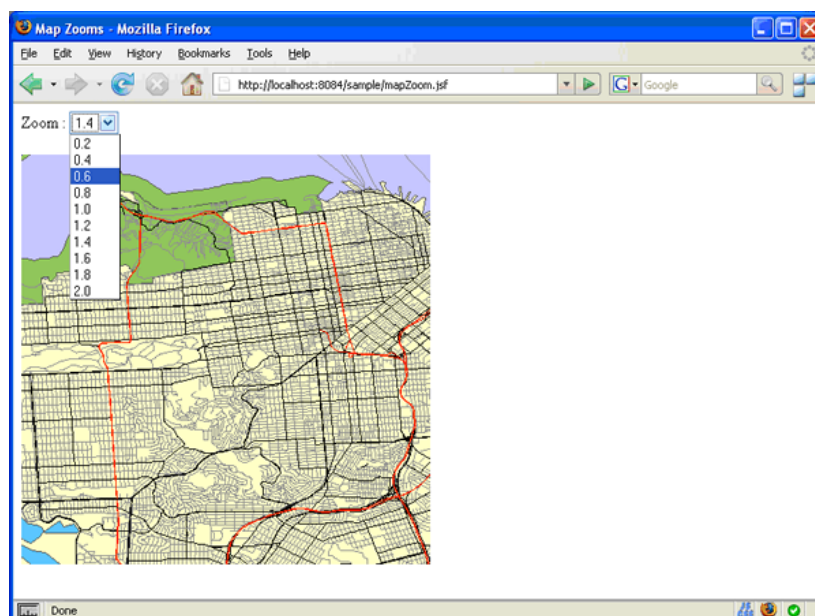 Map Zooms - Mozilla Firefox
File Edit View History Bookmarks Tools Help
http://localhost:8084/sample/mapZoom.jsf
G Google
Zoom : 1.4
0.2
0.4
0.6
0.8
1.0
1.2
1.4
1.6
1.8
2.0
Done